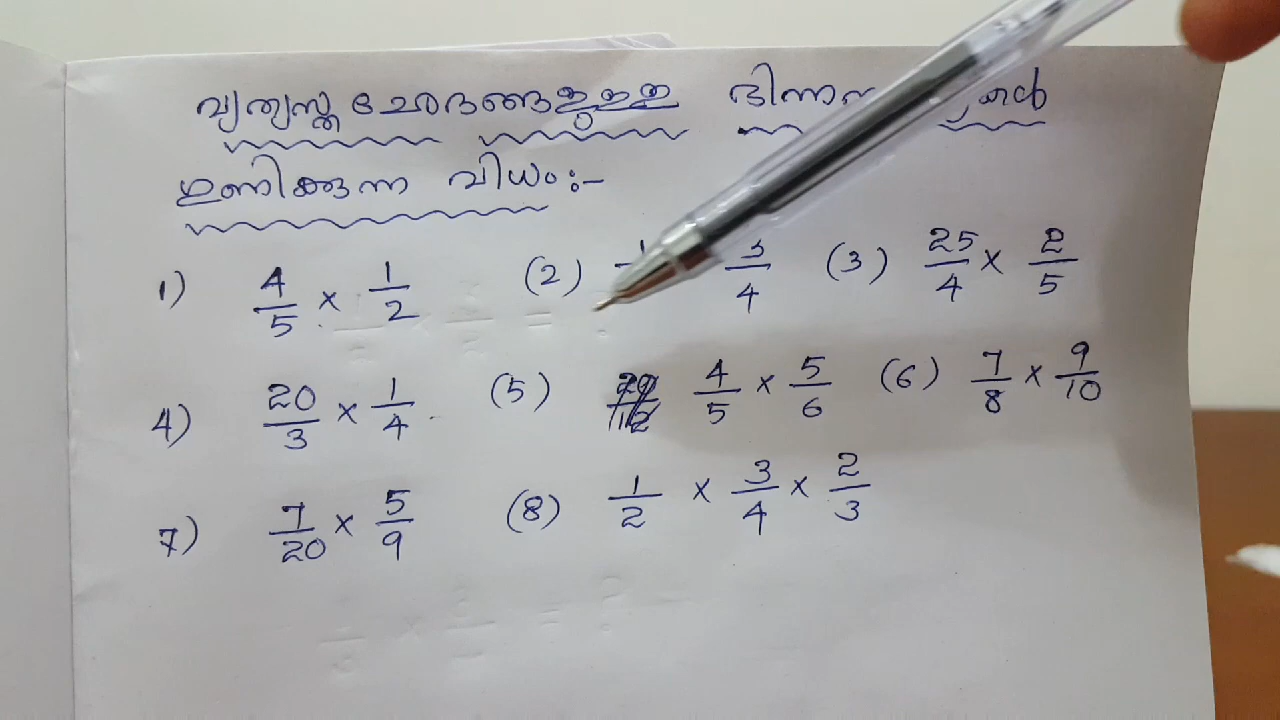 വ്യത്യസ്ത ഛേദങ്ങളുള്ള
ഗുണിക്കുന്ന വിധം :-
1) 4/5 × 1/2 (2) 3/4 (3) 25/4 × 2/5
4) 20/3 × 1/4 (5) 4/5 × 5/6 (6) 7/8 × 9/10
7) 7/20 × 5/9 (8) 1/2 × 3/4 × 2/3